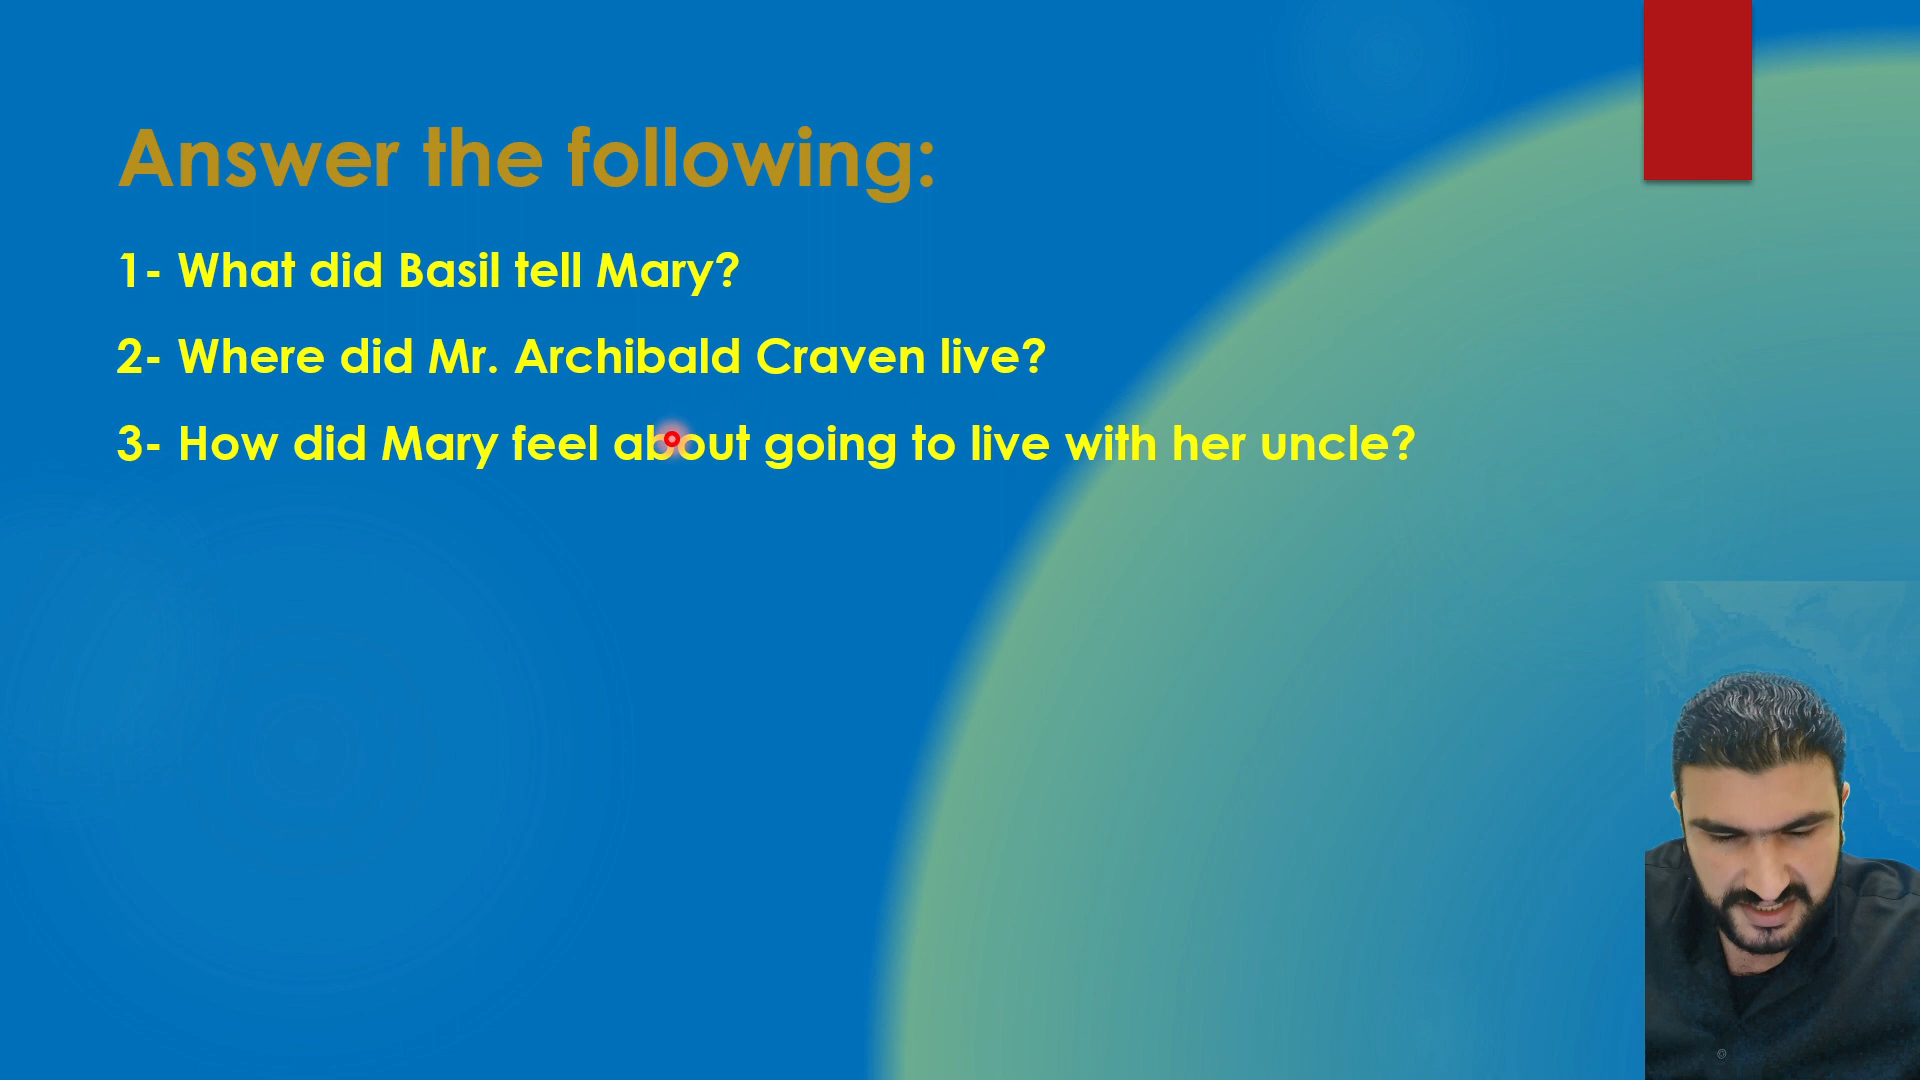 Answer the following:
1- What did Basil tell Mary?
2- Where did Mr. Archibald Craven live?
3- How did Mary feel about going to live with her uncle?